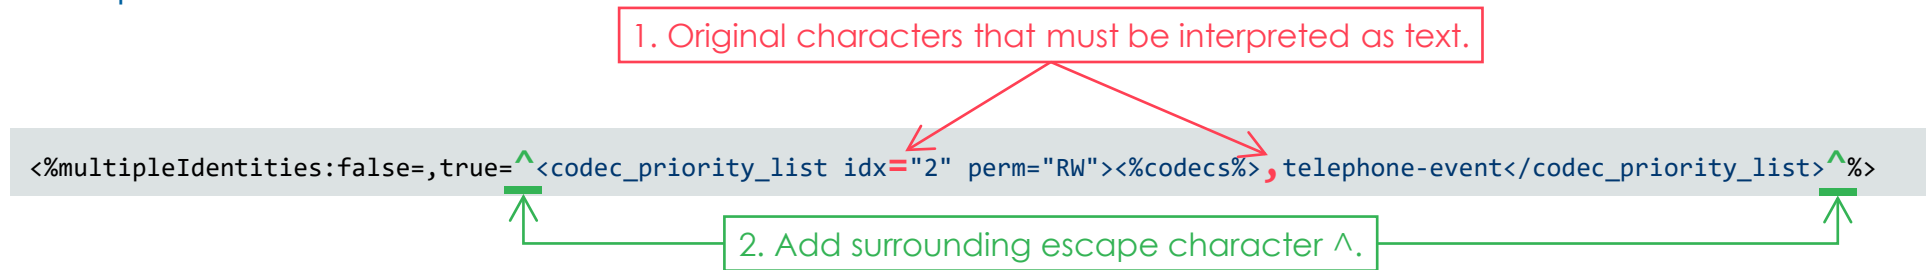 1. Original characters that must be interpreted as text.
<%multipleIdentities:false=,true=^<codec_priority_list idx="2" perm="RW"><%codecs%>,telephone-event</codec_priority_list>^%>
2. Add surrounding escape character ^.